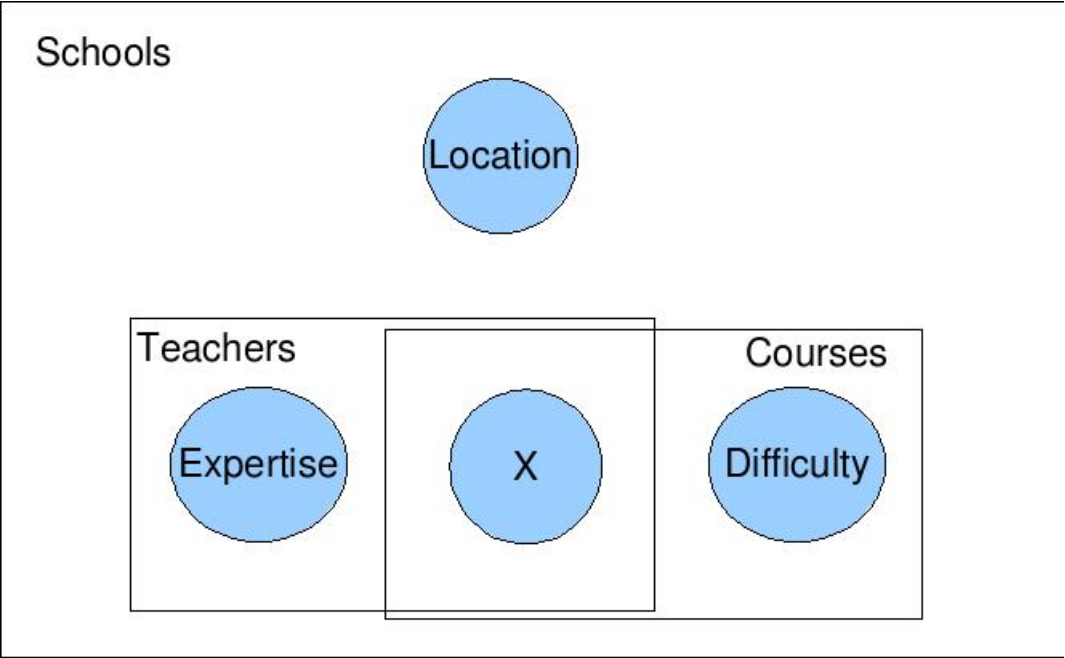 Schools
Location
Teachers
Courses
Expertise
X
Difficulty